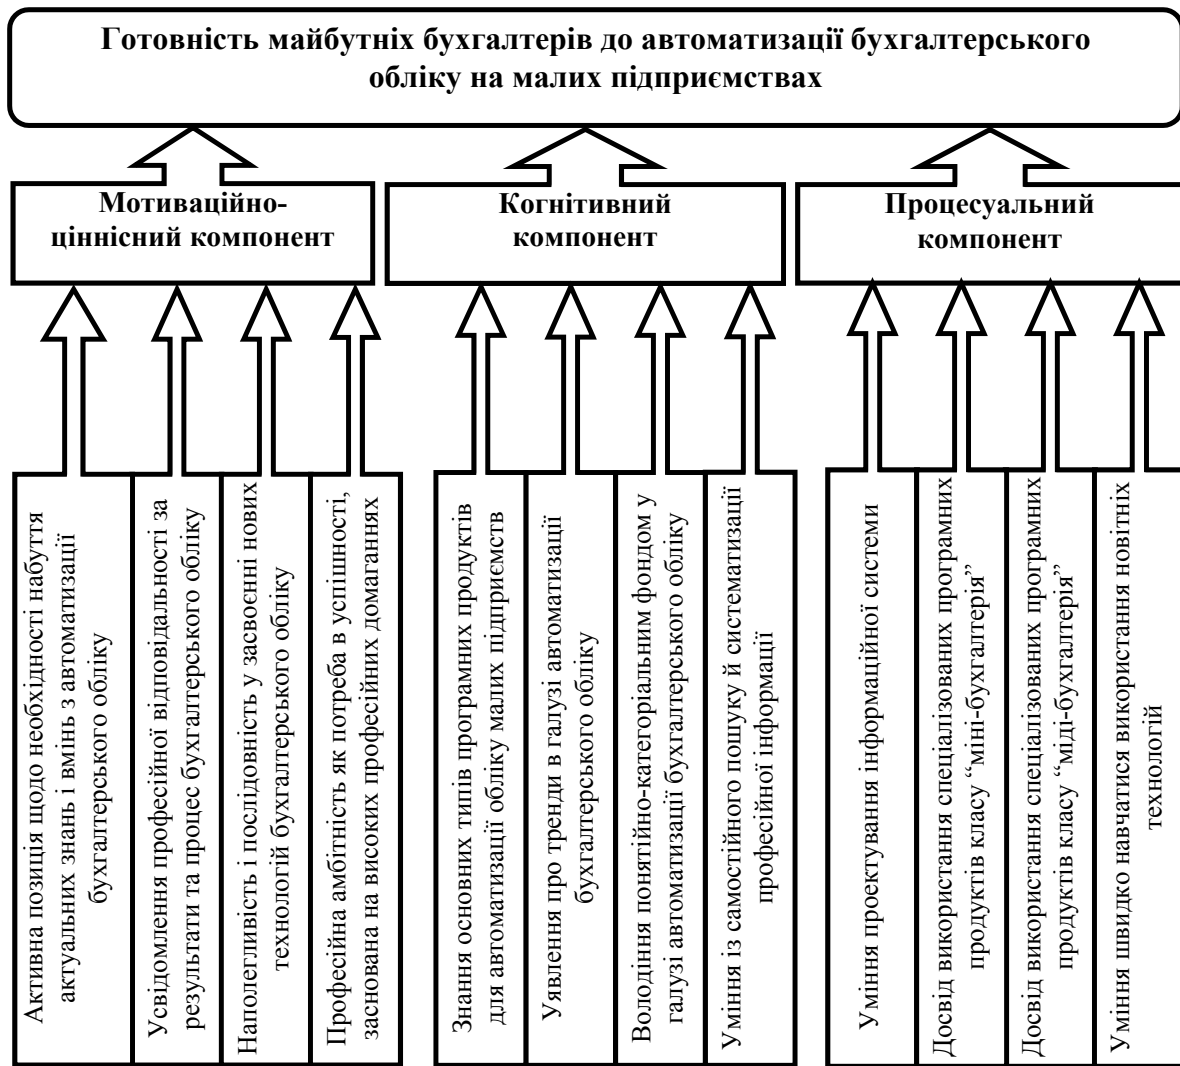 Готовність майбутніх бухгалтерів до автоматизації бухгалтерського
обліку на малих підприємствах
Мотиваційно-
ціннісний компонент
Когнітивний
компонент
Процесуальний
компонент
Активна позиція щодо необхідності набуття
актуальних знань і вмінь з автоматизації
бухгалтерського обліку
Усвідомлення професійної відповідальності за
результати та процес бухгалтерського обліку
Наполегливість і послідовність у засвоєнні нових
технологій бухгалтерського обліку
Професійна амбітність як потреба в успішності,
заснована на високих професійних домаганнях
Знання основних типів програмних продуктів
для автоматизації обліку малих підприємств
Уявлення про тренди в галузі автоматизації
бухгалтерського обліку
Володіння понятійно-категоріальним фондом у
галузі автоматизації бухгалтерського обліку
Уміння із самостійного пошуку й систематизації
професійної інформації
Уміння проектування інформаційної системи
Досвід використання спеціалізованих програмних
продуктів класу “міні-бухгалтерія”
Досвід використання спеціалізованих програмних
продуктів класу “міді-бухгалтерія”
Уміння швидко навчатися використання новітніх
технологій